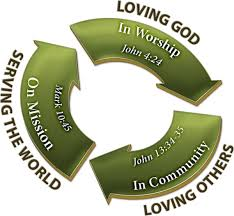 LOVING GOD
In Worship
John 4:24
LOVING OTHERS
In Community
John 13:34-35
SERVING THE WORLD
On Mission
Mark 10:45